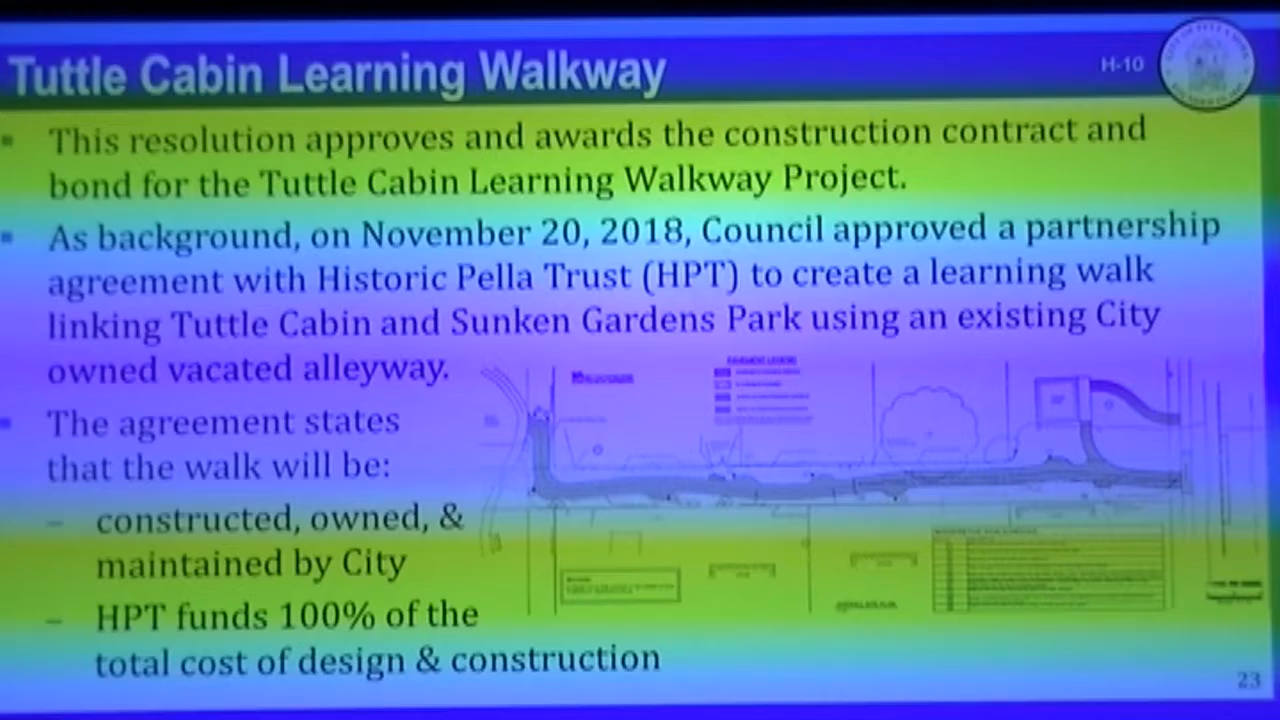 Tuttle Cabin Learning Walkway
H-10
This resolution approves and awards the construction contract and
bond for the Tuttle Cabin Learning Walkway Project.
As background, on November 20, 2018, Council approved a partnership
agreement with Historic Pella Trust (HPT) to create a learning walk
linking Tuttle Cabin and Sunken Gardens Park using an existing City
owned vacated alleyway.
The agreement states
that the walk will be:
– constructed, owned, &
maintained by City
– HPT funds 100% of the
total cost of design & construction
23